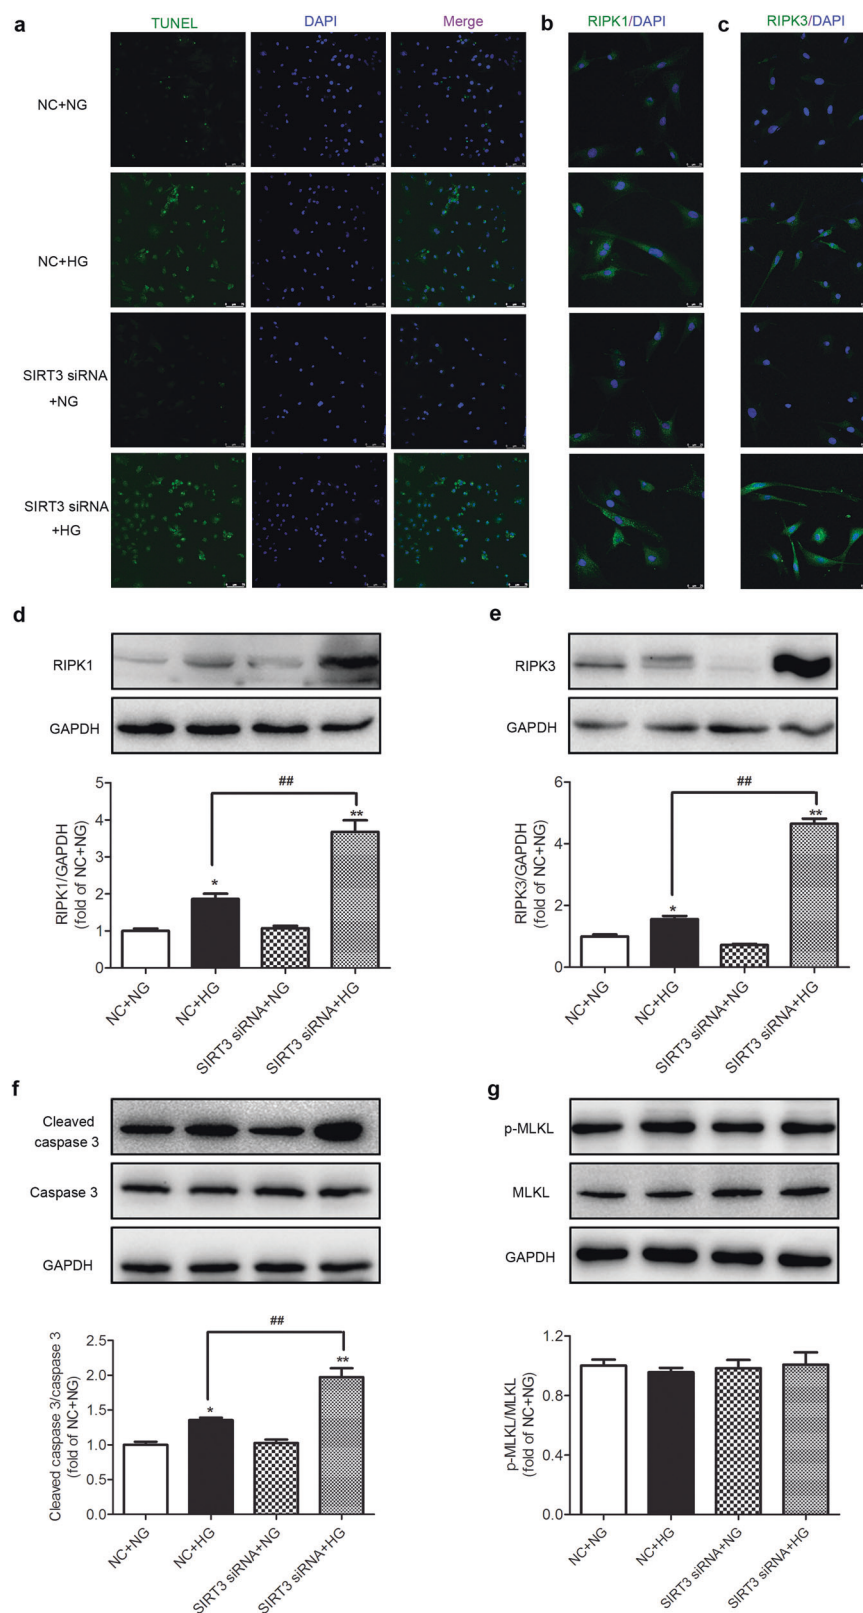 a
TUNEL
DAPI
Merge
b
RIPK1/DAPI
c
RIPK3/DAPI
NC+NG
NC+HG
SIRT3 siRNA
+NG
SIRT3 siRNA
+HG
d
RIPK1
GAPDH
RIPK1/GAPDH
(fold of NC+NG)
5
4
3
2
1
0
*
##
**
NC+NG
NC+HG
SIRT3 siRNA+NG
SIRT3 siRNA+HG
e
RIPK3
GAPDH
RIPK3/GAPDH
(fold of NC+NG)
6
4
2
0
*
##
**
NC+NG
NC+HG
SIRT3 siRNA+NG
SIRT3 siRNA+HG
f
Cleaved
caspase 3
Caspase 3
GAPDH
Cleaved caspase 3/caspase 3
(fold of NC+NG)
2.5
2.0
1.5
1.0
0.5
0.0
*
##
**
NC+NG
NC+HG
SIRT3 siRNA+NG
SIRT3 siRNA+HG
g
p-MLKL
MLKL
GAPDH
p-MLKL/MLKL
(fold of NC+NG)
1.2
0.8
0.4
0.0
NC+NG
NC+HG
SIRT3 siRNA+NG
SIRT3 siRNA+HG